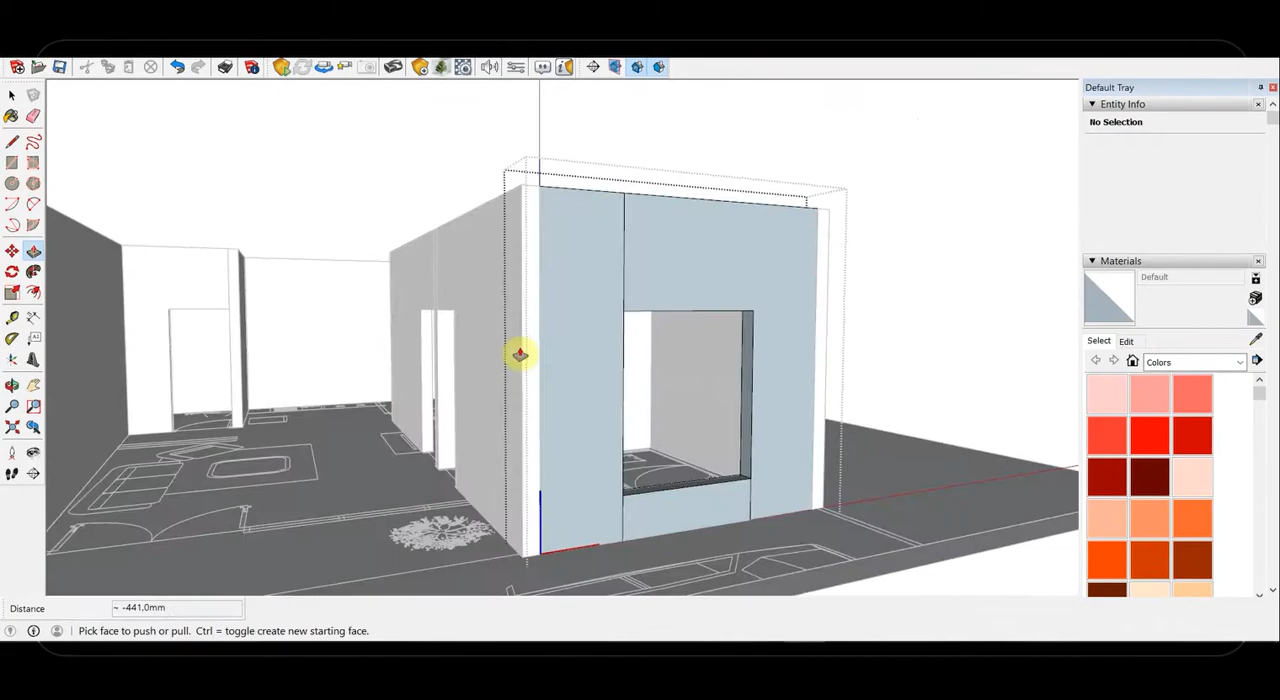 Default Tray
Entity Info
No Selection
Materials
Default
Select Edit
Colors
Distance ~ -441,0mm
Pick face to push or pull. Ctrl = toggle create new starting face.